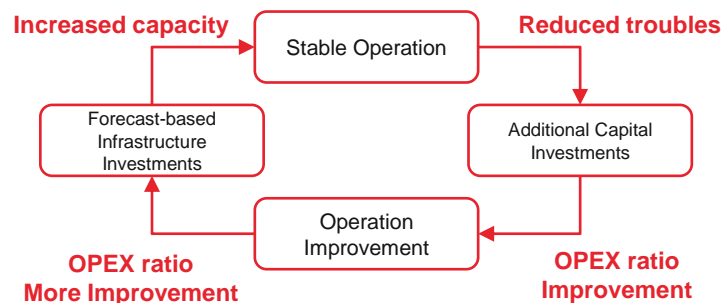 Increased capacity
Reduced troubles
Stable Operation
Forecast-based
Infrastructure
Investments
Additional Capital
Investments
Operation
Improvement
OPEX ratio
More Improvement
OPEX ratio
Improvement